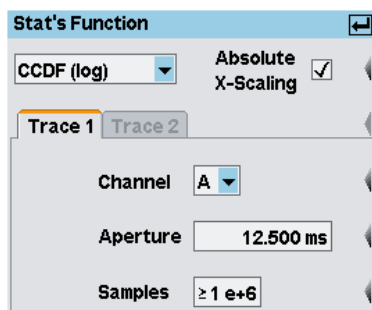 Stat's Function
CCDF (log)
Absolute
X-Scaling
Trace 1 Trace 2
Channel A
Aperture 12.500 ms
Samples ≥1 e+6